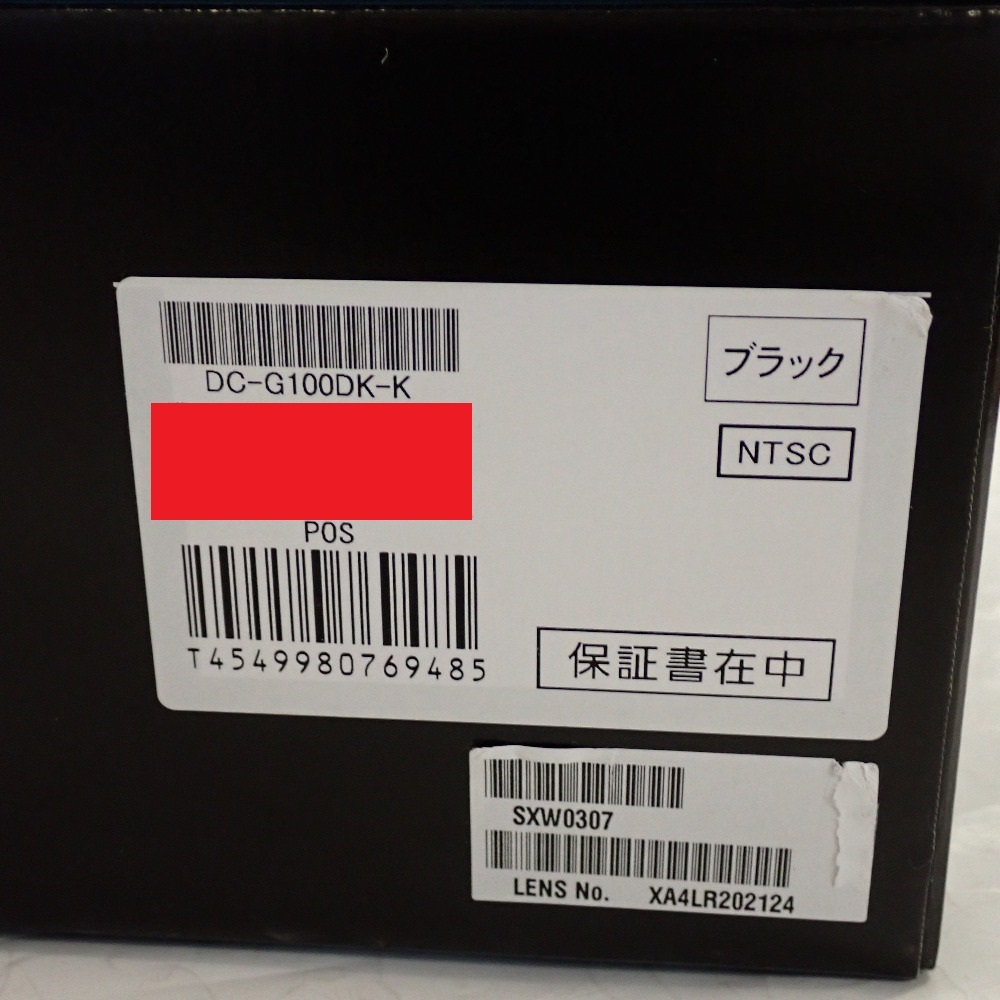 DC-G100DK-K
ブラック
NTSC
POS
T4549980769485
保証書在中
SXW0307
LENS No. XA4LR202124